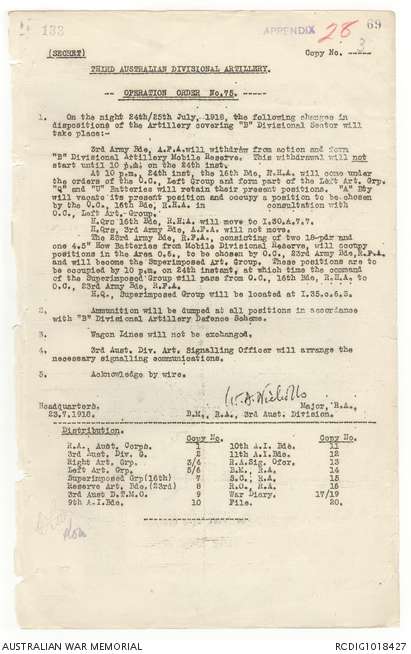 133
APPENDIX 28 69
(SECRET) Copy No. 3
THIRD AUSTRALIAN DIVISIONAL ARTILLERY.
OPERATION ORDER No.75.
1. On the night 24th/25th July, 1918, the following changes in
dispositions of the Artillery covering "B" Divisional Sector will
take place:-
3rd Army Bde, A.F.A. will withdraw from action and form
"B" Divisional Artillery Mobile Reserve. This withdrawal will not
start until 10 p.m. on the 24th inst.
At 10 p.m., 24th inst, the 16th Bde, R.H.A. will come under
the orders of the O.C., Left Group and form part of the Left Art. Grp.
"Q" and "U" Batteries will retain their present positions. "A" Bty
will vacate its present position and occupy a position to be chosen
by the O.C., 16th Bde, R.H.A. in consultation with
O.C., Left Art. Group.
H.Qrs 16th Bde, R.H.A. will move to I.30.A.7.7.
H.Qrs, 3rd Army Bde, A.F.A. will not move.
The 23rd Army Bde, R.F.A., consisting of two 18-pdr and
one 4.5" How Batteries from Mobile Divisional Reserve, will occupy
positions in the Area O.5., to be chosen by O.C., 23rd Army Bde, R.F.A.
and will become the Superimposed Art. Group. These positions are to
be occupied by 10 p.m. on 24th instant, at which time the command
of the Superimposed Group will pass from O.C., 16th Bde, R.H.A. to
O.C., 23rd Army Bde, R.F.A.
H.Q., Superimposed Group will be located at I.35.c.6.3.
2. Ammunition will be dumped at all positions in accordance
with "B" Divisional Artillery Defence Scheme.
3. Wagon Lines will not be exchanged.
4. 3rd Aust. Div. Art. Signalling Officer will arrange the
necessary signalling communications.
5. Acknowledge by wire.
Headquarters. Major, R.A.,
23.7.1918. B.M., R.A., 3rd Aust. Division.
Distribution.
Copy No. Copy No.
R.A., Aust. Corps. 1 10th A.I. Bde. 11
3rd Aust. Div. G. 2 11th A.I.Bde. 12
Right Art. Grp. 3/4 R.A.Sig. Ofcr. 13
Left Art. Grp. 5/6 B.M., R.A. 14
Superimposed Grp(16th) 7 S.C., R.A. 15
Reserve Art. Bde.(23rd) 8 R.O., R.A. 16
3rd Aust D.T.M.O. 9 War Diary. 17/19
9th A.I.Bde. 10 File. 20.
AUSTRALIAN WAR MEMORIAL RCDIG1018427